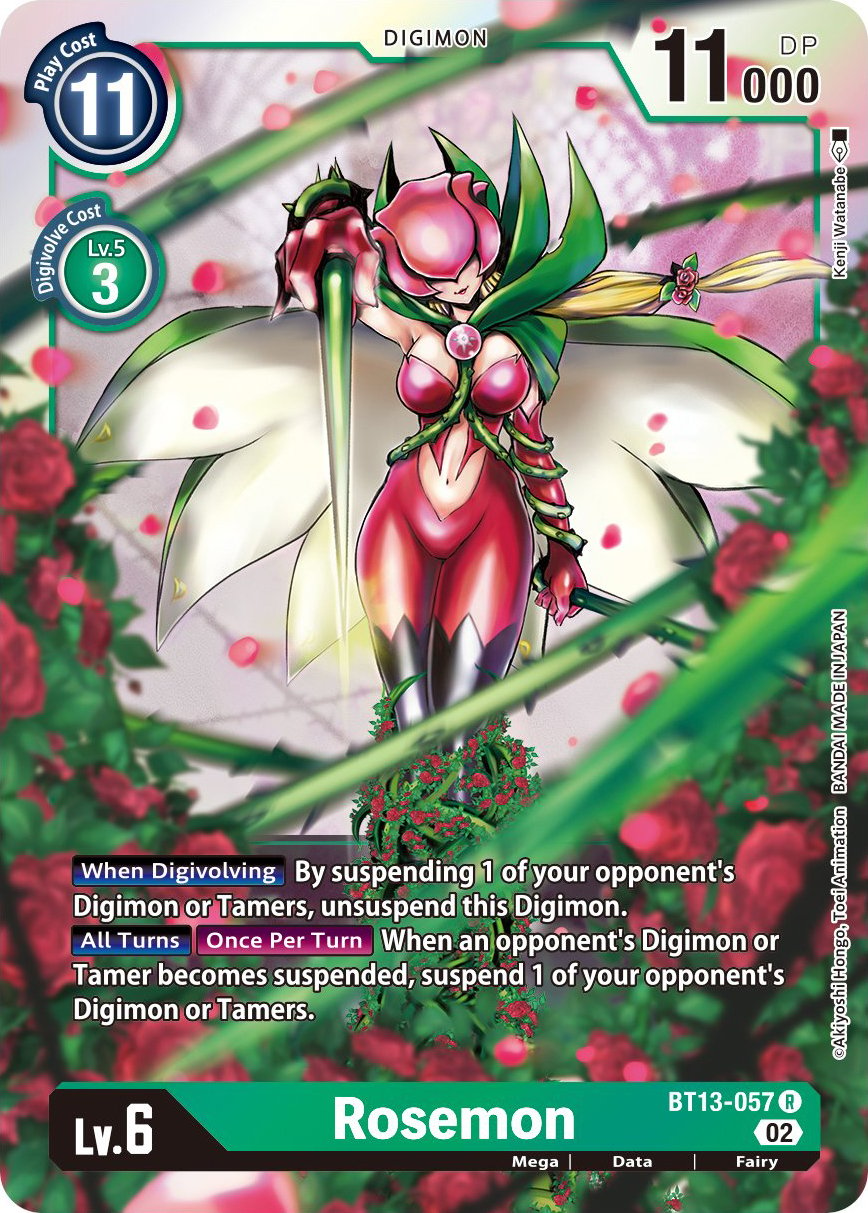 DIGIMON
Play Cost
11
DP
11000
Digivolve Cost
Lv.5
3
Kenji Watanabe
When Digivolving By suspending 1 of your opponent's
Digimon or Tamers, unsuspend this Digimon.
All Turns Once Per Turn When an opponent's Digimon or
Tamer becomes suspended, suspend 1 of your opponent's
Digimon or Tamers.
©Akiyoshi Hongo, Toei Animation BANDAI MADE IN JAPAN
Lv.6
Rosemon
BT13-057 R
02
Mega | Data | Fairy